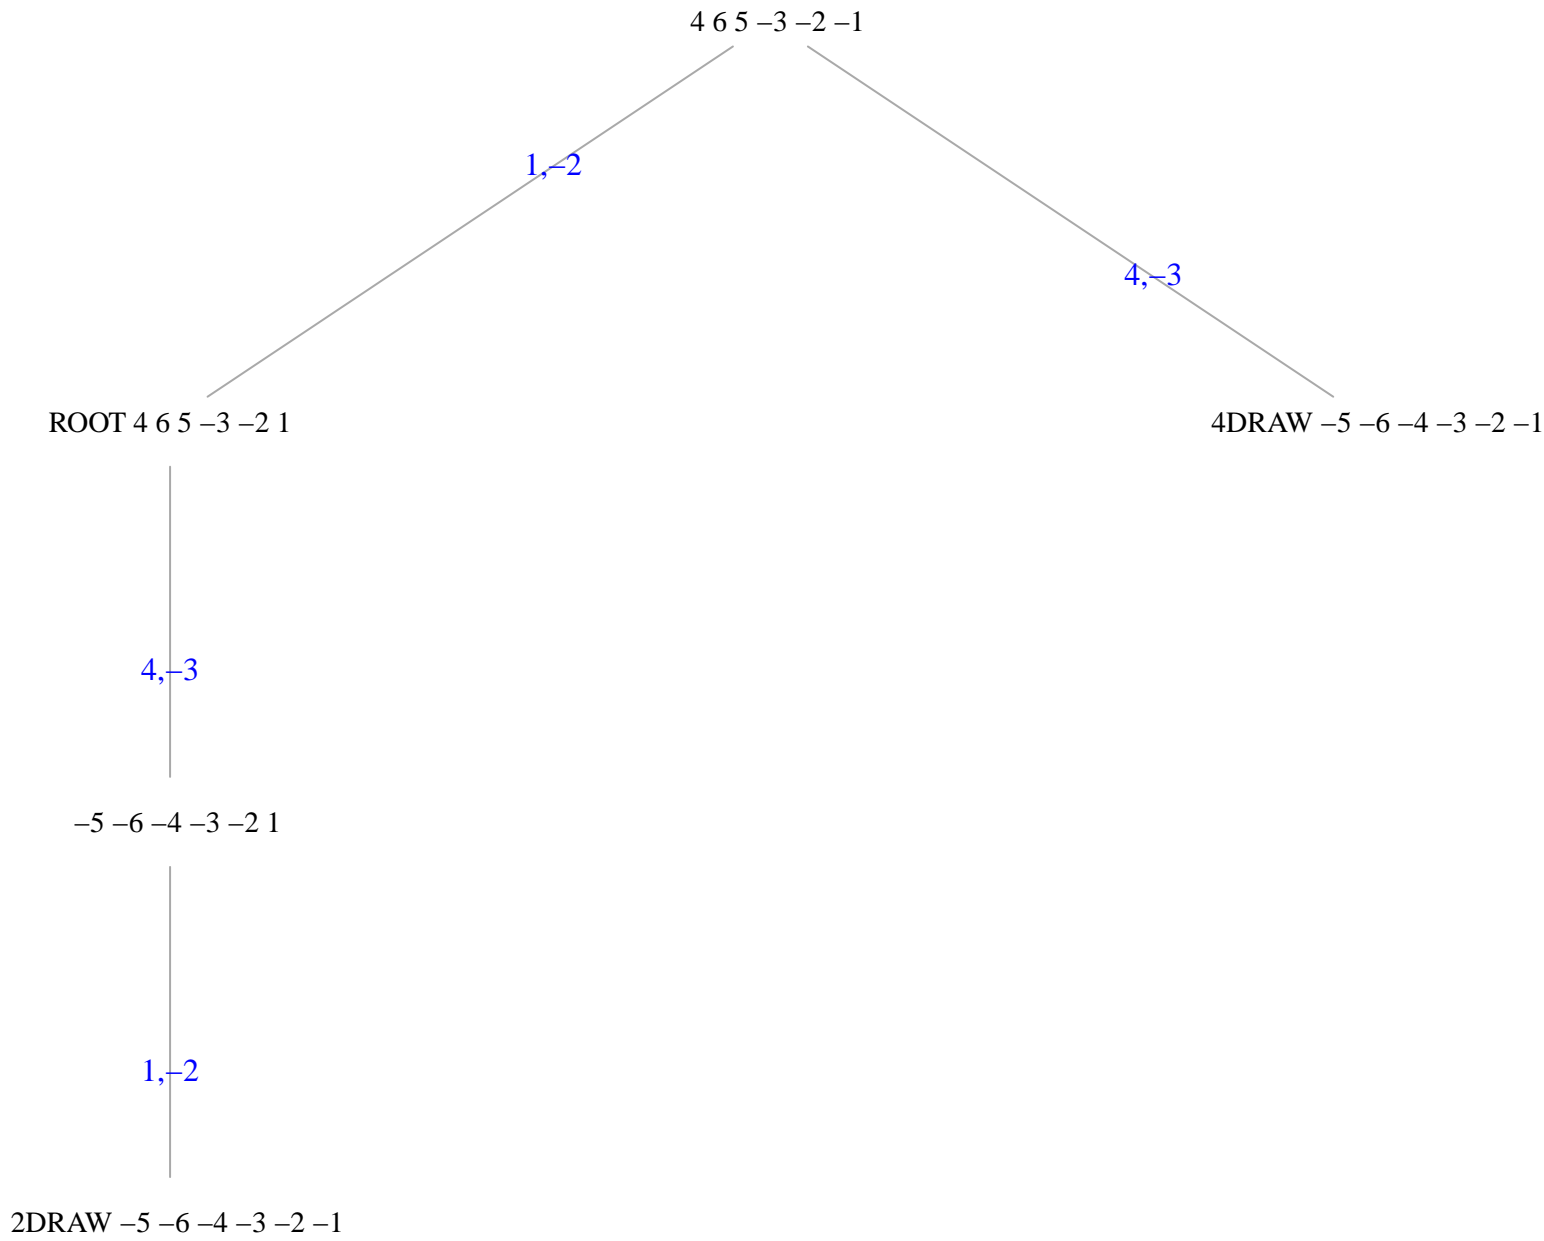 4 6 5 –3 –2 –1
1,–2
4,–3
ROOT 4 6 5 –3 –2 1
4DRAW –5 –6 –4 –3 –2 –1
4,–3
–5 –6 –4 –3 –2 1
1,–2
2DRAW –5 –6 –4 –3 –2 –1